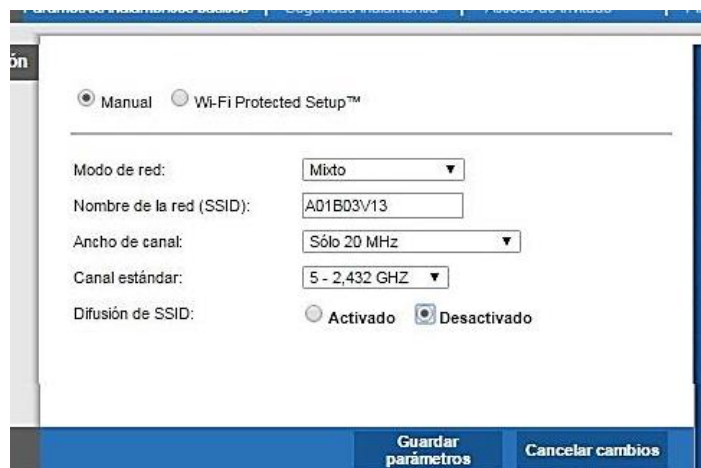 ón
Manual Wi-Fi Protected Setup™
Modo de red: Mixto
Nombre de la red (SSID): A01B03V13
Ancho de canal: Sólo 20 MHz
Canal estándar: 5 - 2,432 GHZ
Difusión de SSID: Activado Desactivado
Guardar
parámetros Cancelar cambios